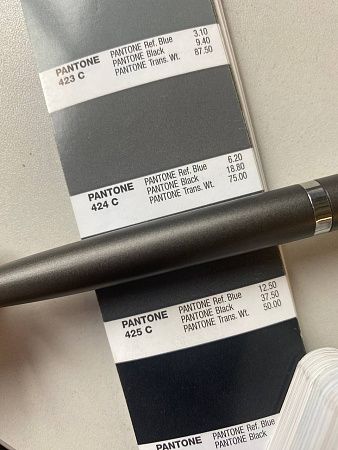 PANTONE 423 C
PANTONE Ref. Blue 3.10
PANTONE Black 9.40
PANTONE Trans. Wt. 87.50
PANTONE 424 C
PANTONE Ref. Blue 6.20
PANTONE Black 18.80
PANTONE Trans. Wt. 75.00
PANTONE 425 C
PANTONE Ref. Blue 12.50
PANTONE Black 37.50
PANTONE Trans. Wt. 50.00
PANTONE
PANTONE Ref. Blue
PANTONE Black